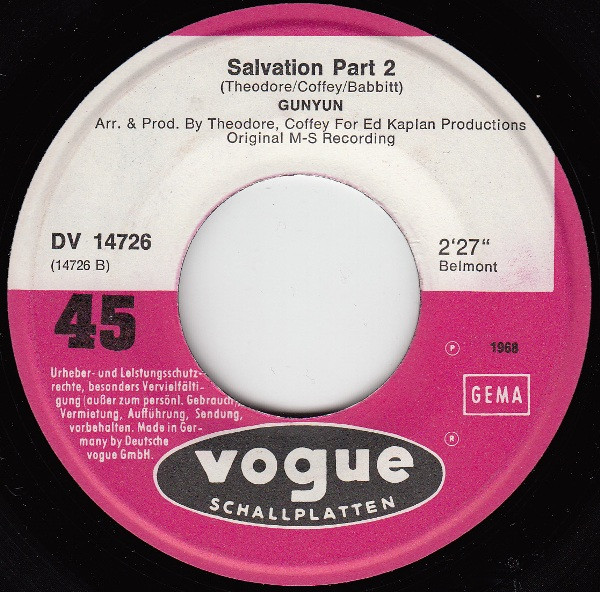 Salvation Part 2
(Theodore/Coffey/Babbitt)
GUNYUN
Arr. & Prod. By Theodore, Coffey For Ed Kaplan Productions
Original M-S Recording
DV 14726
(14726 B)
2'27"
Belmont
45
Urheber- und Leistungsschutz-
rechte, besonders Vervielfälti-
gung (außer zum persönl. Gebrauch)
Vermietung, Aufführung, Sendung,
vorbehalten. Made in Ger-
many by Deutsche
vogue GmbH.
P 1968
GEMA
R
vogue
SCHALLPLATTEN